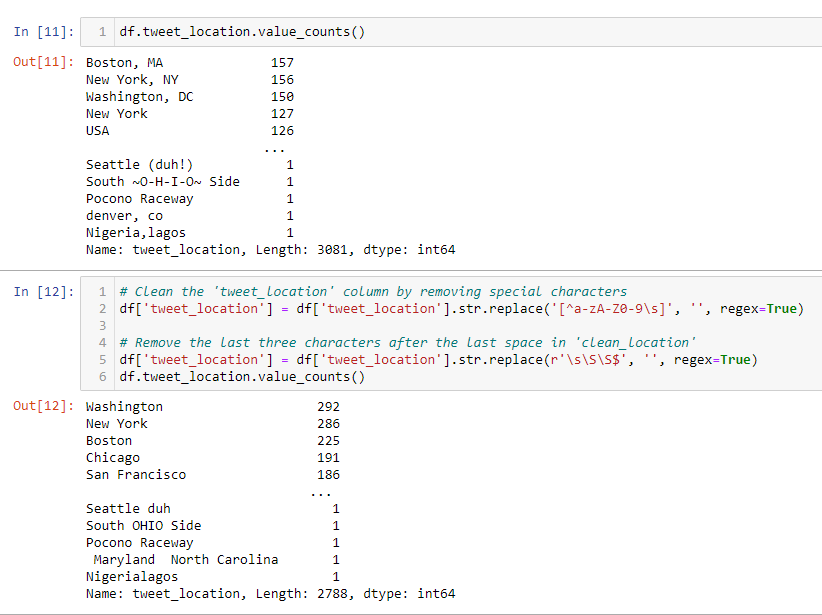 In [11]: 1 df.tweet_location.value_counts()
Out[11]: Boston, MA 157
New York, NY 156
Washington, DC 150
New York 127
USA 126
...
Seattle (duh!) 1
South ~O-H-I-O~ Side 1
Pocono Raceway 1
denver, co 1
Nigeria,lagos 1
Name: tweet_location, Length: 3081, dtype: int64
In [12]: 1 # Clean the 'tweet_location' column by removing special characters
2 df['tweet_location'] = df['tweet_location'].str.replace('[^a-zA-Z0-9\s]', '', regex=True)
3
4 # Remove the last three characters after the last space in 'clean_location'
5 df['tweet_location'] = df['tweet_location'].str.replace(r'\s\S\S$', '', regex=True)
6 df.tweet_location.value_counts()
Out[12]: Washington 292
New York 286
Boston 225
Chicago 191
San Francisco 186
...
Seattle duh 1
South OHIO Side 1
Pocono Raceway 1
Maryland  North Carolina 1
Nigerialagos 1
Name: tweet_location, Length: 2788, dtype: int64